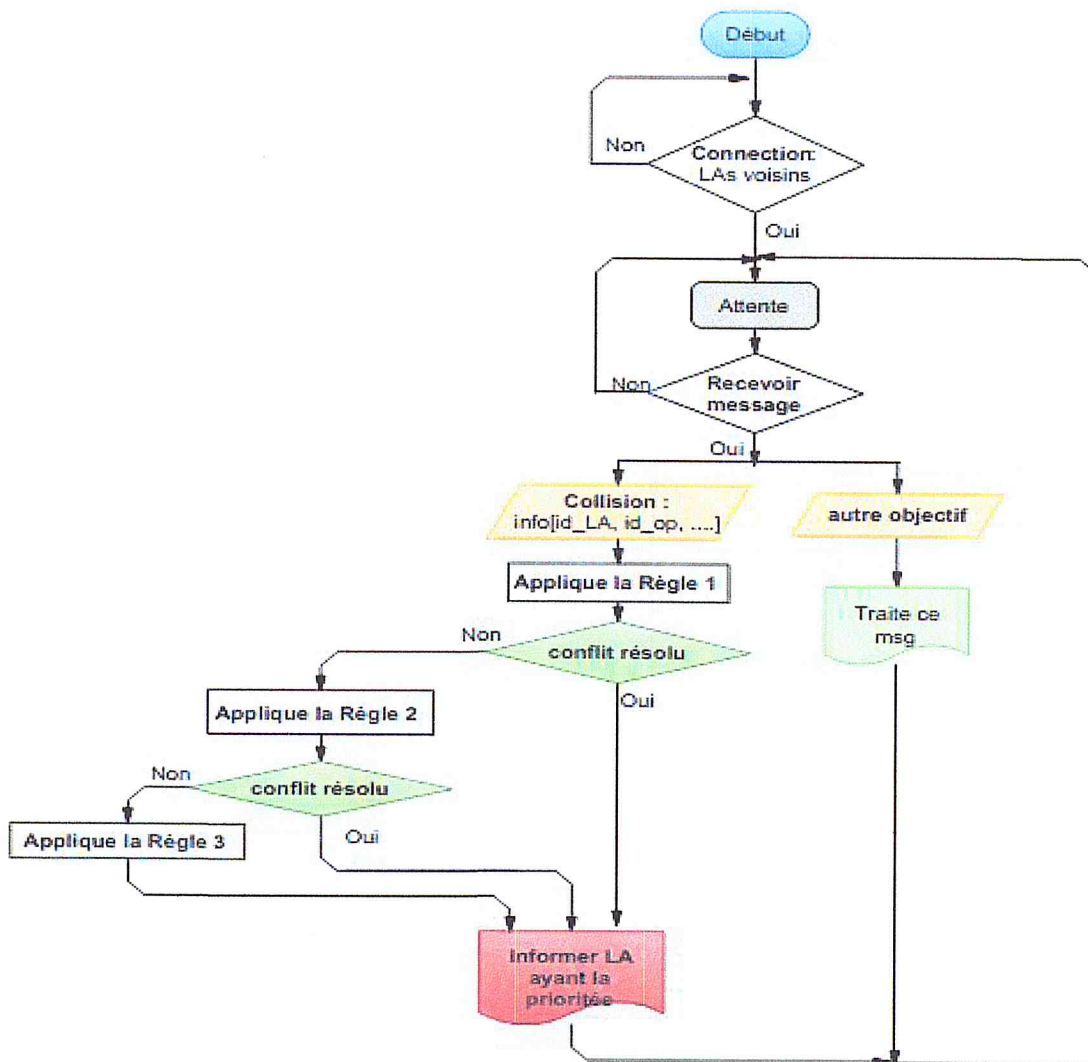 Début
Non
Connection:
LAs voisins
Oui
Attente
Non
Recevoir
message
Oui
Collision :
info[id_LA, id_op, ....]
autre objectif
Applique la Règle 1
Traite ce
msg
Non
conflit résolu
Oui
Applique la Règle 2
Non
conflit résolu
Applique la Règle 3
Oui
Informer LA
ayant la
prioritée